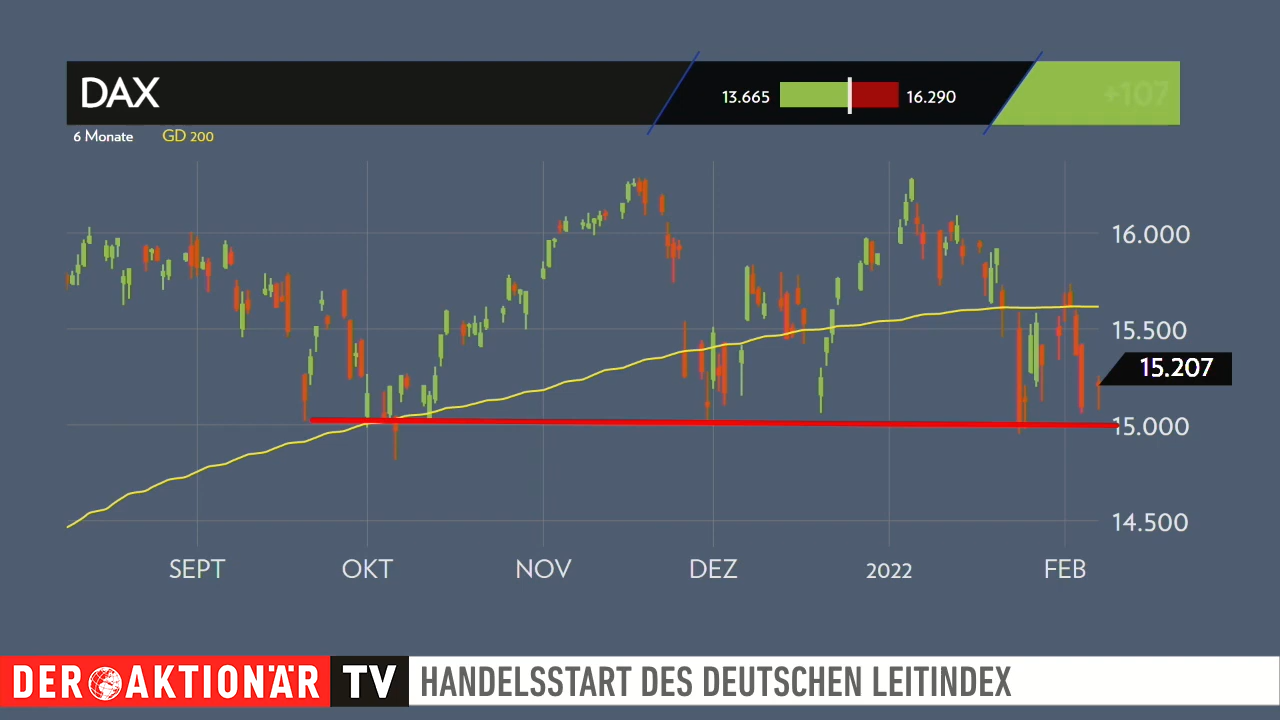 DAX
13.665 16.290
+107
6 Monate GD 200
16.000
15.500
15.207
15.000
14.500
SEPT OKT NOV DEZ 2022 FEB
DER AKTIONÄR TV HANDELSSTART DES DEUTSCHEN LEITINDEX